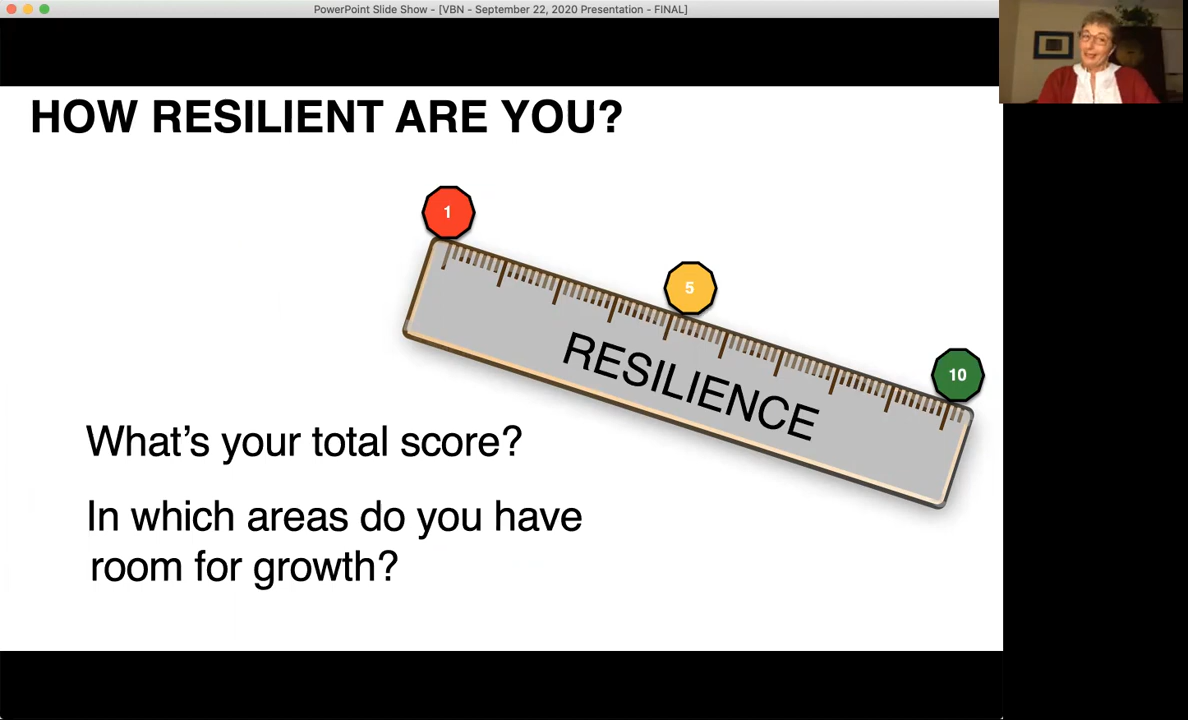 PowerPoint Slide Show - [VBN - September 22, 2020 Presentation - FINAL]
HOW RESILIENT ARE YOU?
1
5
10
RESILIENCE
What’s your total score?
In which areas do you have
room for growth?